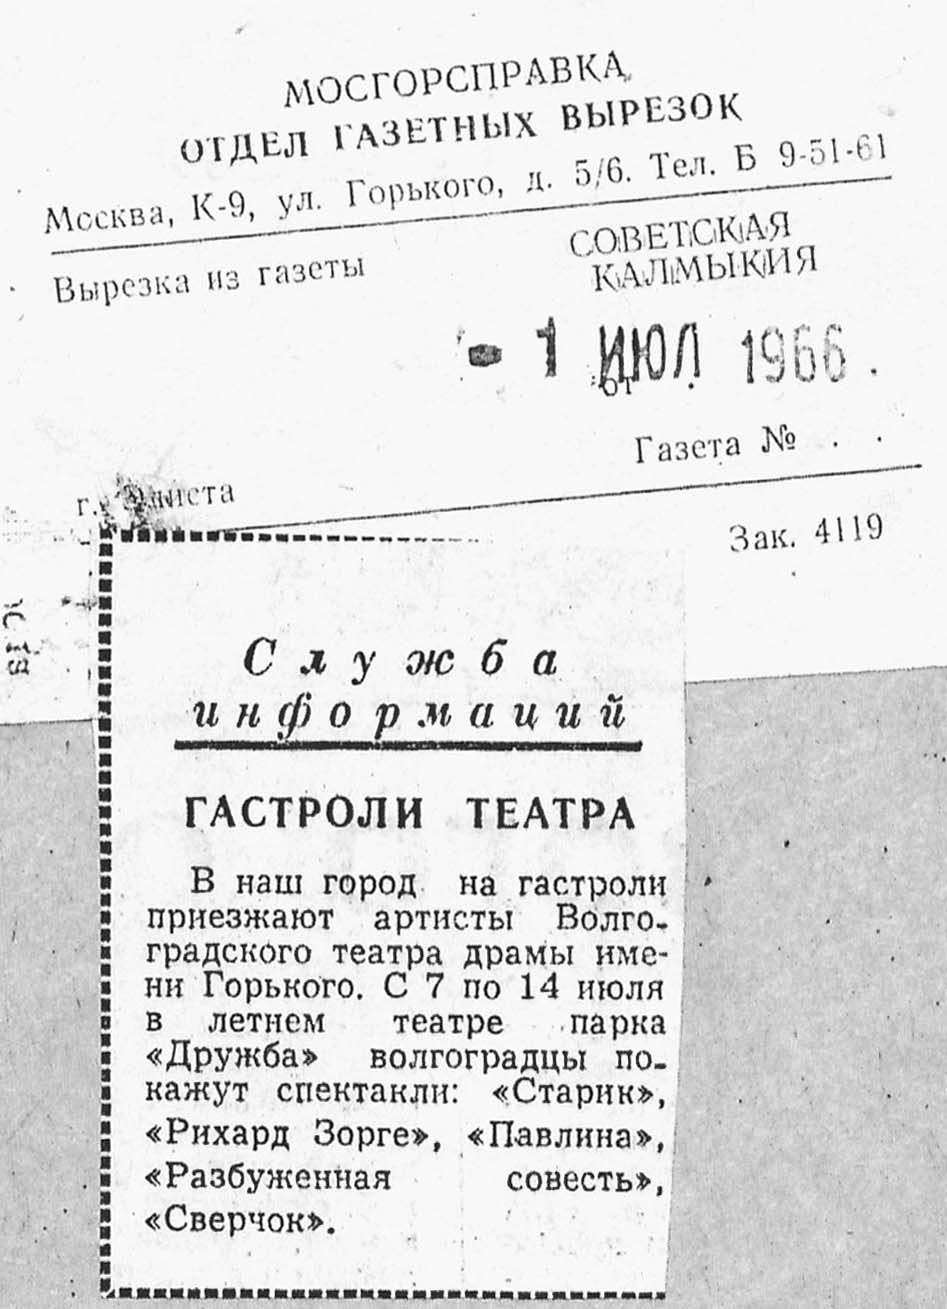 МОСГОРСПРАВКА
ОТДЕЛ ГАЗЕТНЫХ ВЫРЕЗОК
Москва, К-9, ул. Горького, д. 5/6. Тел. Б 9-51-61
Вырезка из газеты
СОВЕТСКАЯ
КАЛМЫКИЯ
- 1 ИЮЛ 1966
от
Газета № . .
г. Элиста
Зак. 4119
Служба
информаций
ГАСТРОЛИ ТЕАТРА
В наш город на гастроли
приезжают артисты Волго-
градского театра драмы име-
ни Горького. С 7 по 14 июля
в летнем театре парка
«Дружба» волгоградцы по-
кажут спектакли: «Старик»,
«Рихард Зорге», «Павлина»,
«Разбуженная совесть»,
«Сверчок».